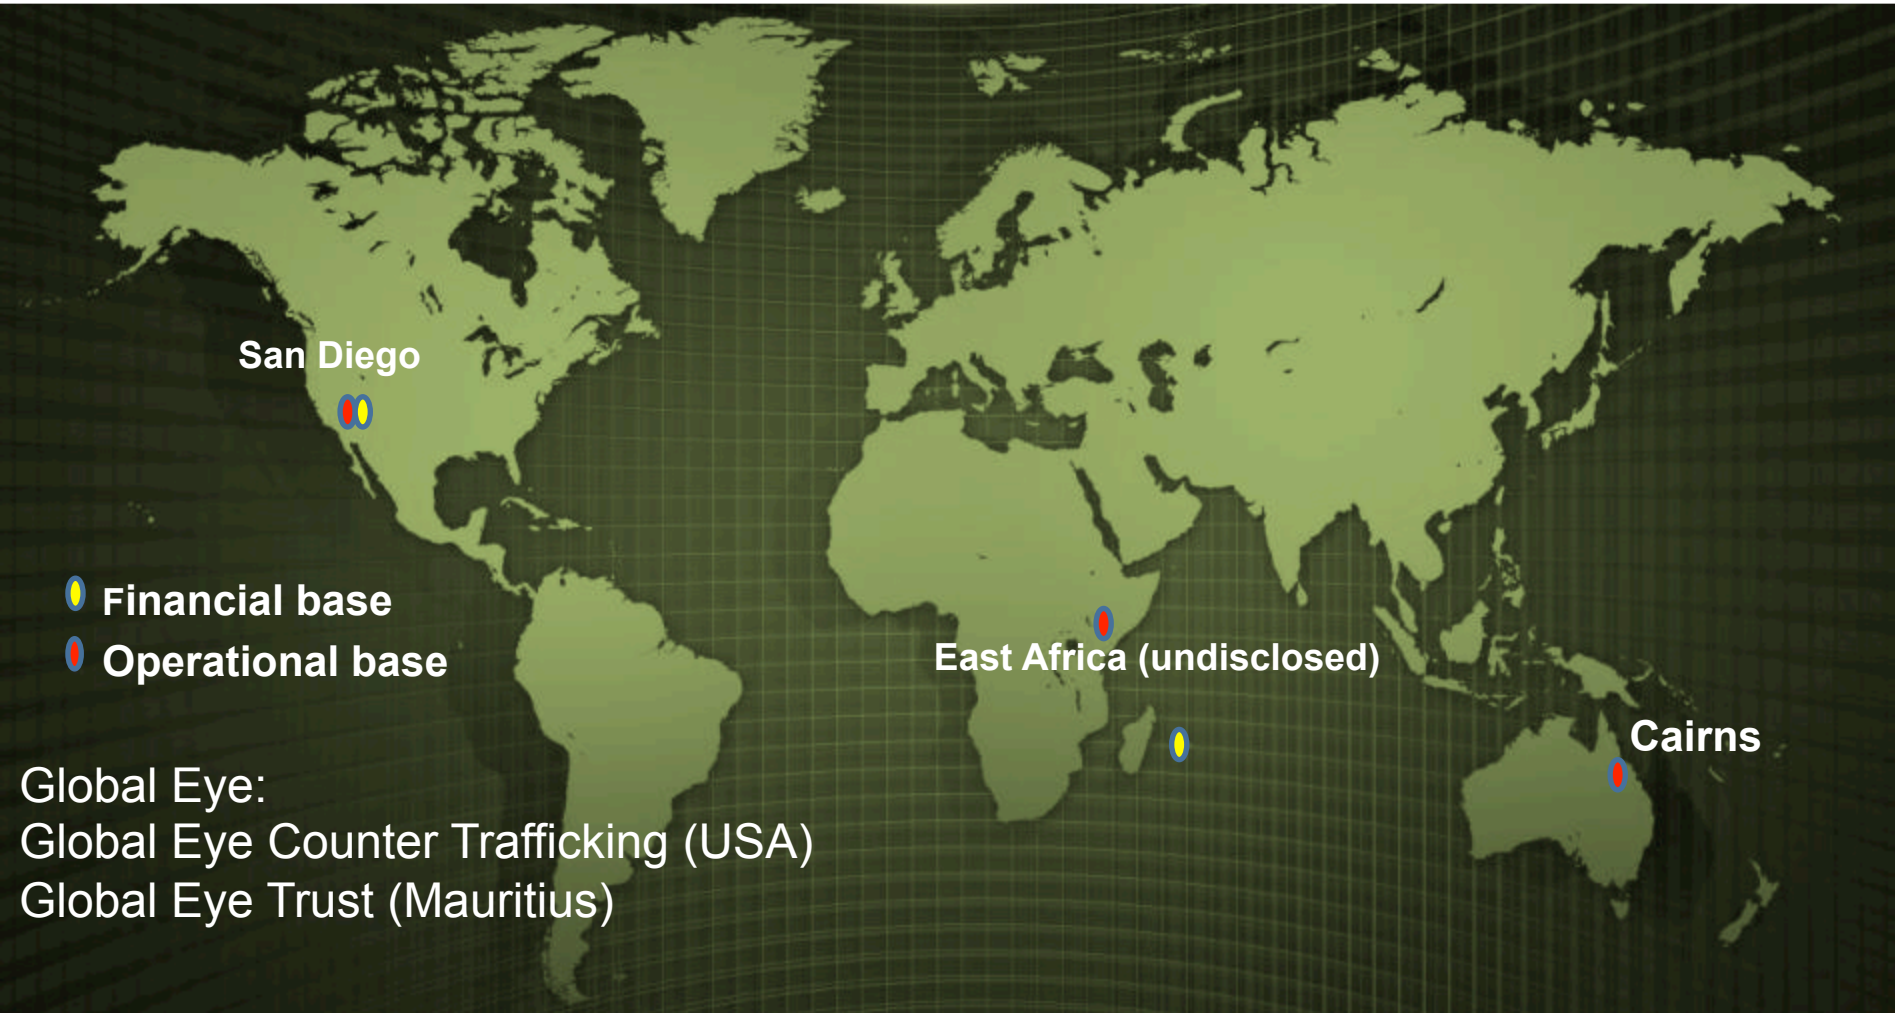 San Diego
Financial base
Operational base
East Africa (undisclosed)
Cairns
Global Eye:
Global Eye Counter Trafficking (USA)
Global Eye Trust (Mauritius)